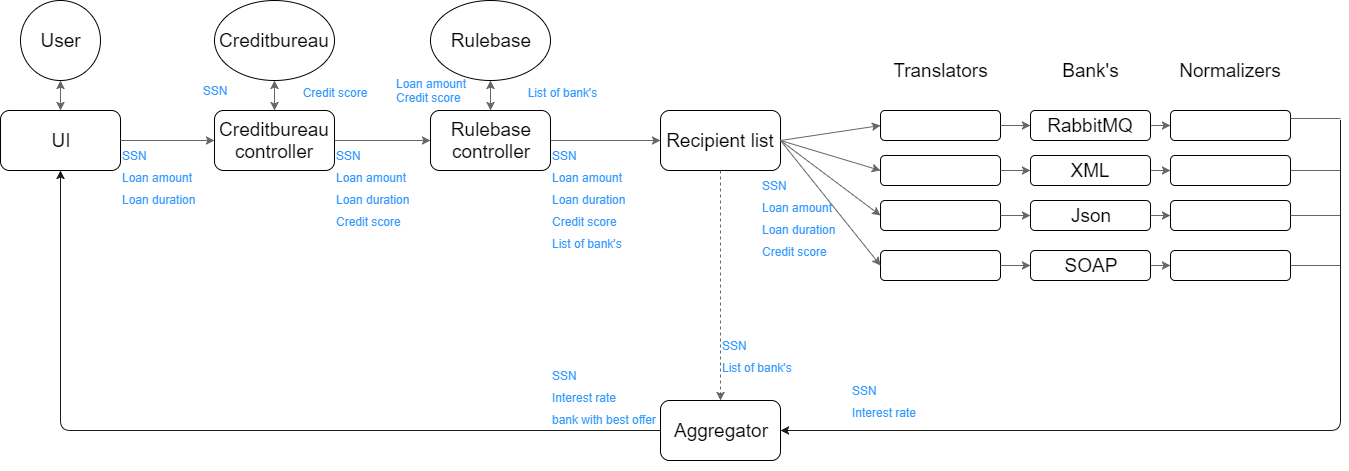 User
Creditbureau
Rulebase
Translators
Bank's
Normalizers
SSN
Credit score
Loan amount
Credit score
List of bank's
UI
Creditbureau
controller
Rulebase
controller
Recipient list
RabbitMQ
XML
Json
SOAP
SSN
Loan amount
Loan duration
SSN
Loan amount
Loan duration
Credit score
SSN
Loan amount
Loan duration
Credit score
List of bank's
SSN
Loan amount
Loan duration
Credit score
SSN
List of bank's
SSN
Interest rate
bank with best offer
SSN
Interest rate
Aggregator